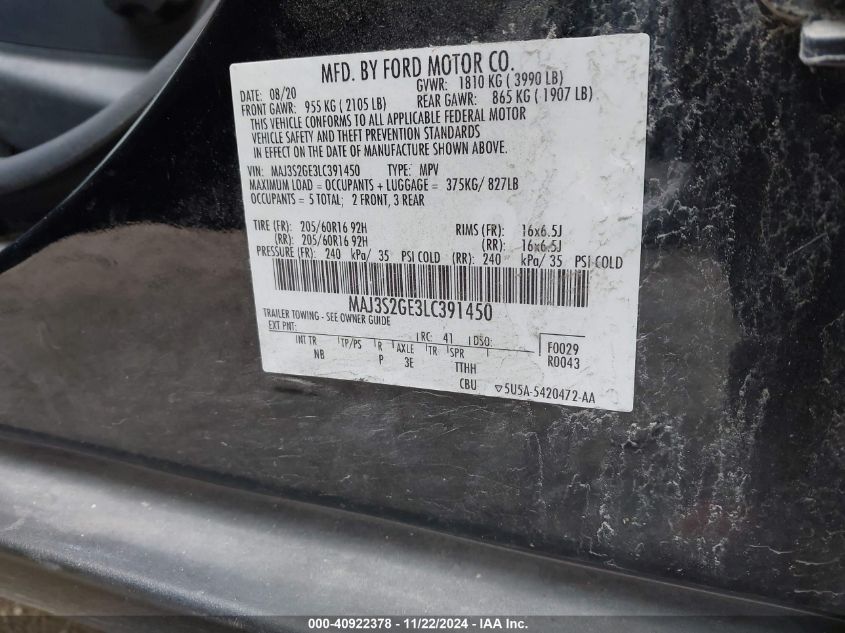 MFD. BY FORD MOTOR CO.
DATE: 08/20 GVWR: 1810 KG ( 3990 LB)
FRONT GAWR: 955 KG ( 2105 LB) REAR GAWR: 865 KG ( 1907 LB)
THIS VEHICLE CONFORMS TO ALL APPLICABLE FEDERAL MOTOR
VEHICLE SAFETY AND THEFT PREVENTION STANDARDS
IN EFFECT ON THE DATE OF MANUFACTURE SHOWN ABOVE.
VIN: MAJ3S2GE3LC391450 TYPE: MPV
MAXIMUM LOAD = OCCUPANTS + LUGGAGE = 375KG/ 827LB
OCCUPANTS = 5 TOTAL; 2 FRONT, 3 REAR
TIRE (FR): 205/60R16 92H RIMS (FR): 16x6.5J
(RR): 205/60R16 92H (RR): 16x6.5J
PRESSURE (FR): 240 kPa/ 35 PSI COLD (RR): 240 kPa/ 35 PSI COLD
MAJ3S2GE3LC391450
TRAILER TOWING - SEE OWNER GUIDE
EXT PNT: RC: 41 DSO: F0029
INT TR TP/PS R AXLE TR SPR R0043
NB P 3E TTHH
CBU 5U5A-5420472-AA
000-40922378 - 11/22/2024 - IAA Inc.